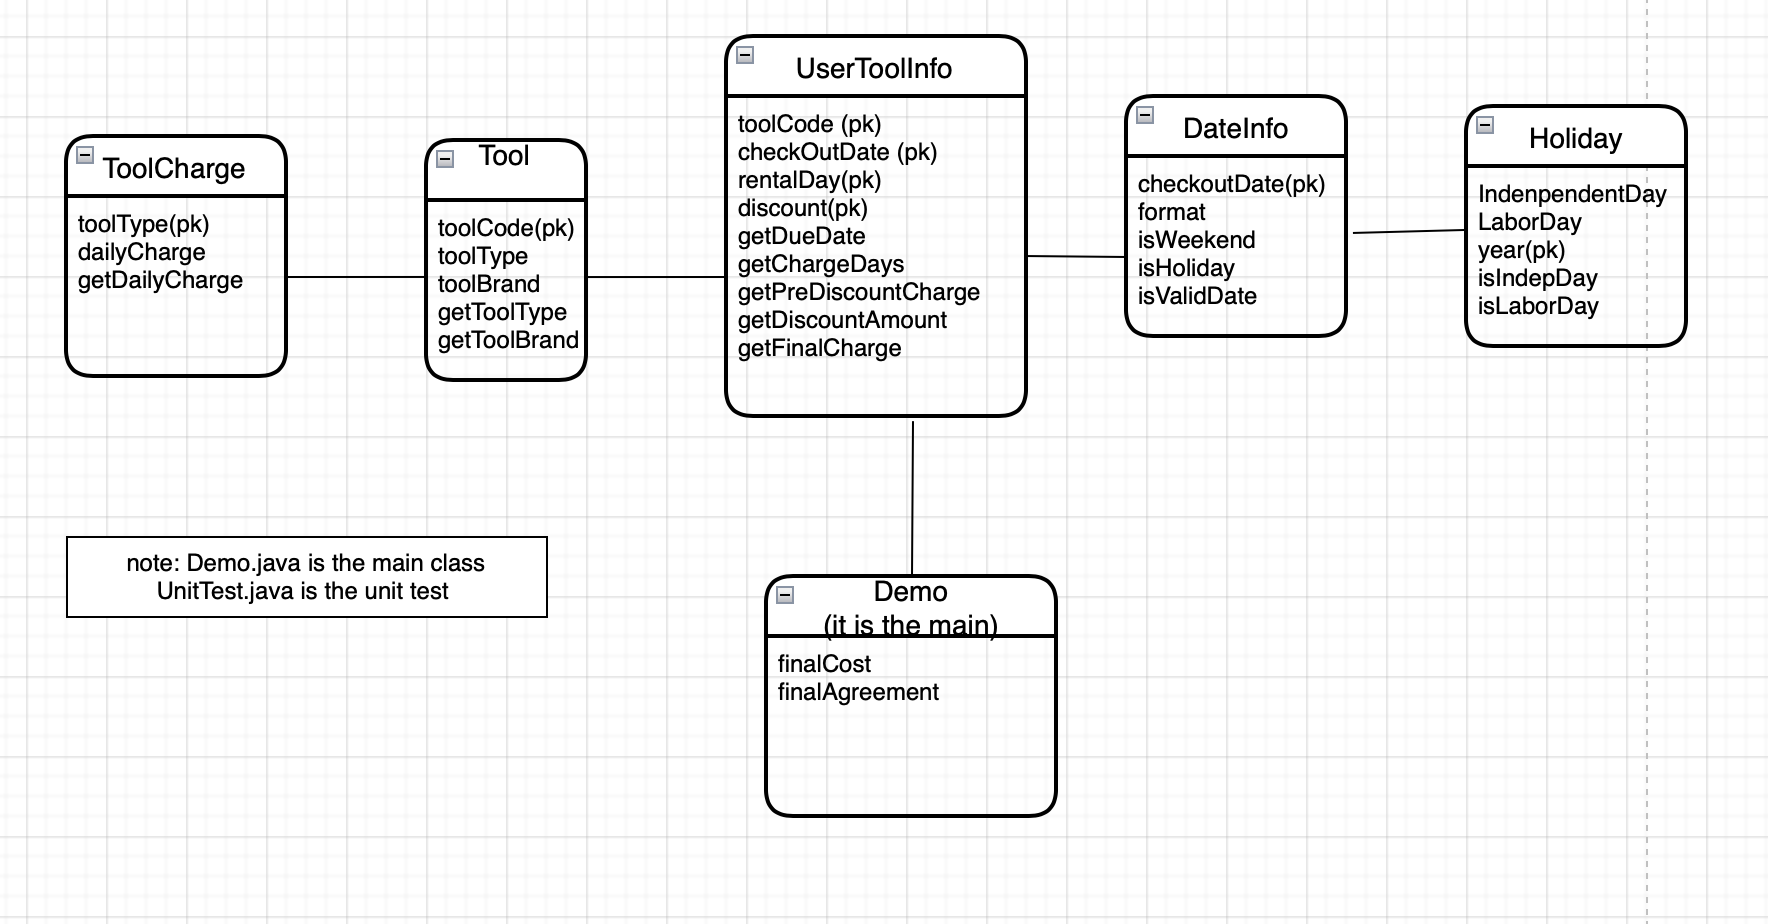 ToolCharge
toolType(pk)
dailyCharge
getDailyCharge
Tool
toolCode(pk)
toolType
toolBrand
getToolType
getToolBrand
UserToolInfo
toolCode (pk)
checkOutDate (pk)
rentalDay(pk)
discount(pk)
getDueDate
getChargeDays
getPreDiscountCharge
getDiscountAmount
getFinalCharge
DateInfo
checkoutDate(pk)
format
isWeekend
isHoliday
isValidDate
Holiday
IndenpendentDay
LaborDay
year(pk)
isIndepDay
isLaborDay
note: Demo.java is the main class
UnitTest.java is the unit test
Demo
(it is the main)
finalCost
finalAgreement